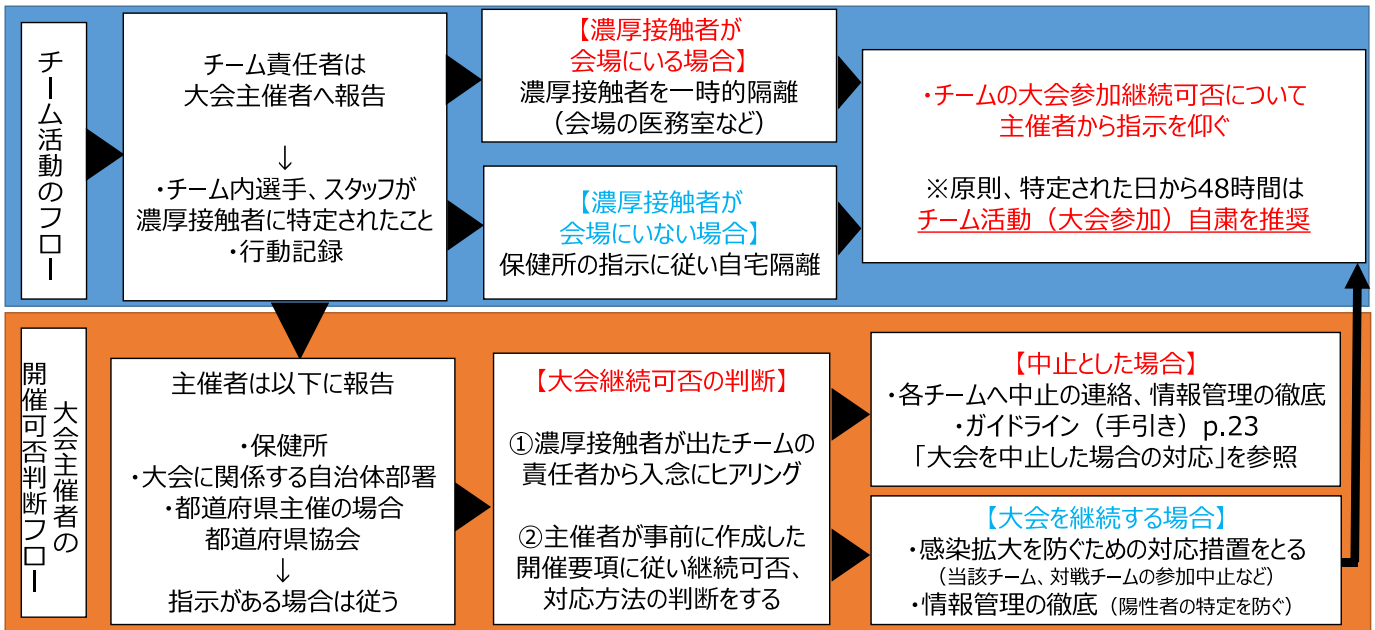 チーム活動のフロー
チーム責任者は
大会主催者へ報告
↓
・チーム内選手、スタッフが
濃厚接触者に特定されたこと
・行動記録
【濃厚接触者が
会場にいる場合】
濃厚接触者を一時的隔離
（会場の医務室など）
【濃厚接触者が
会場にいない場合】
保健所の指示に従い自宅隔離
・チームの大会参加継続可否について
主催者から指示を仰ぐ
※原則、特定された日から48時間は
チーム活動（大会参加）自粛を推奨
大会主催者の
開催可否判断フロー
主催者は以下に報告
・保健所
・大会に関係する自治体部署
・都道府県主催の場合
都道府県協会
↓
指示がある場合は従う
【大会継続可否の判断】
①濃厚接触者が出たチームの
責任者から入念にヒアリング
②主催者が事前に作成した
開催要項に従い継続可否、
対応方法の判断をする
【中止とした場合】
・各チームへ中止の連絡、情報管理の徹底
・ガイドライン（手引き）p.23
「大会を中止した場合の対応」を参照
【大会を継続する場合】
・感染拡大を防ぐための対応措置をとる
（当該チーム、対戦チームの参加中止など）
・情報管理の徹底（陽性者の特定を防ぐ）